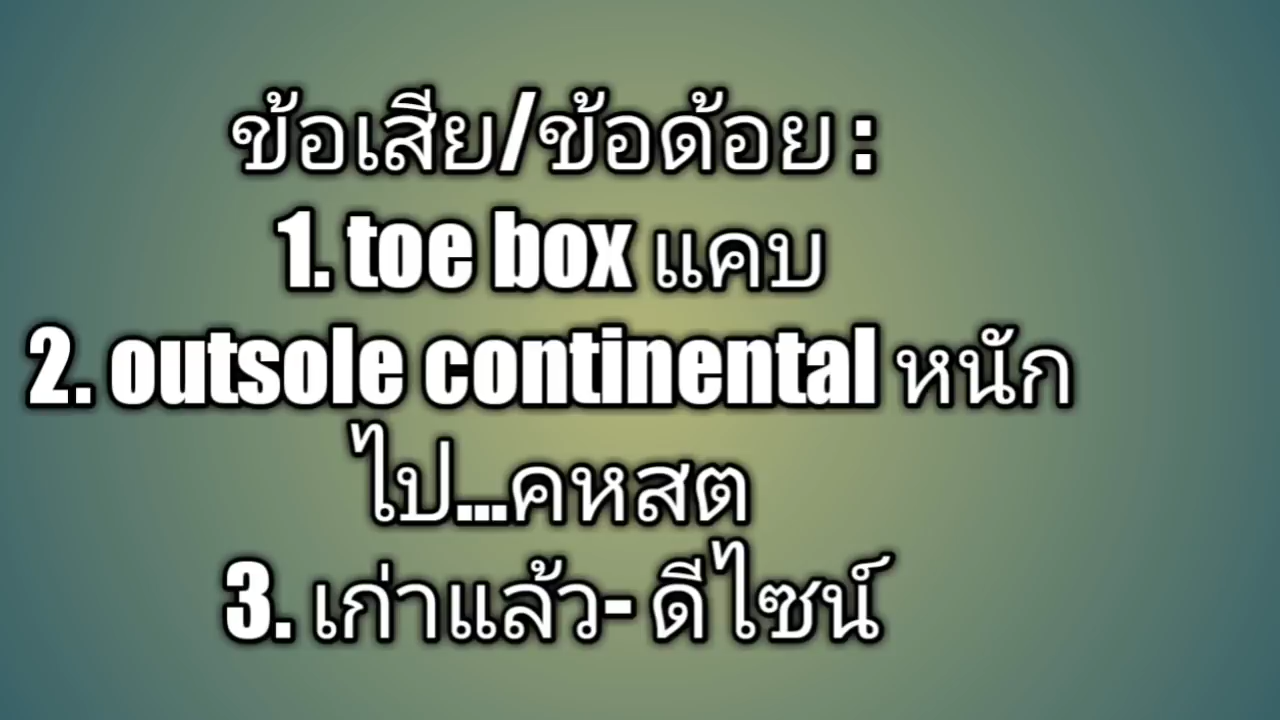 ข้อเสีย/ข้อด้อย :
1. toe box แคบ
2. outsole continental หนัก
ไป...คหสต
3. เก่าแล้ว- ดีไซน์